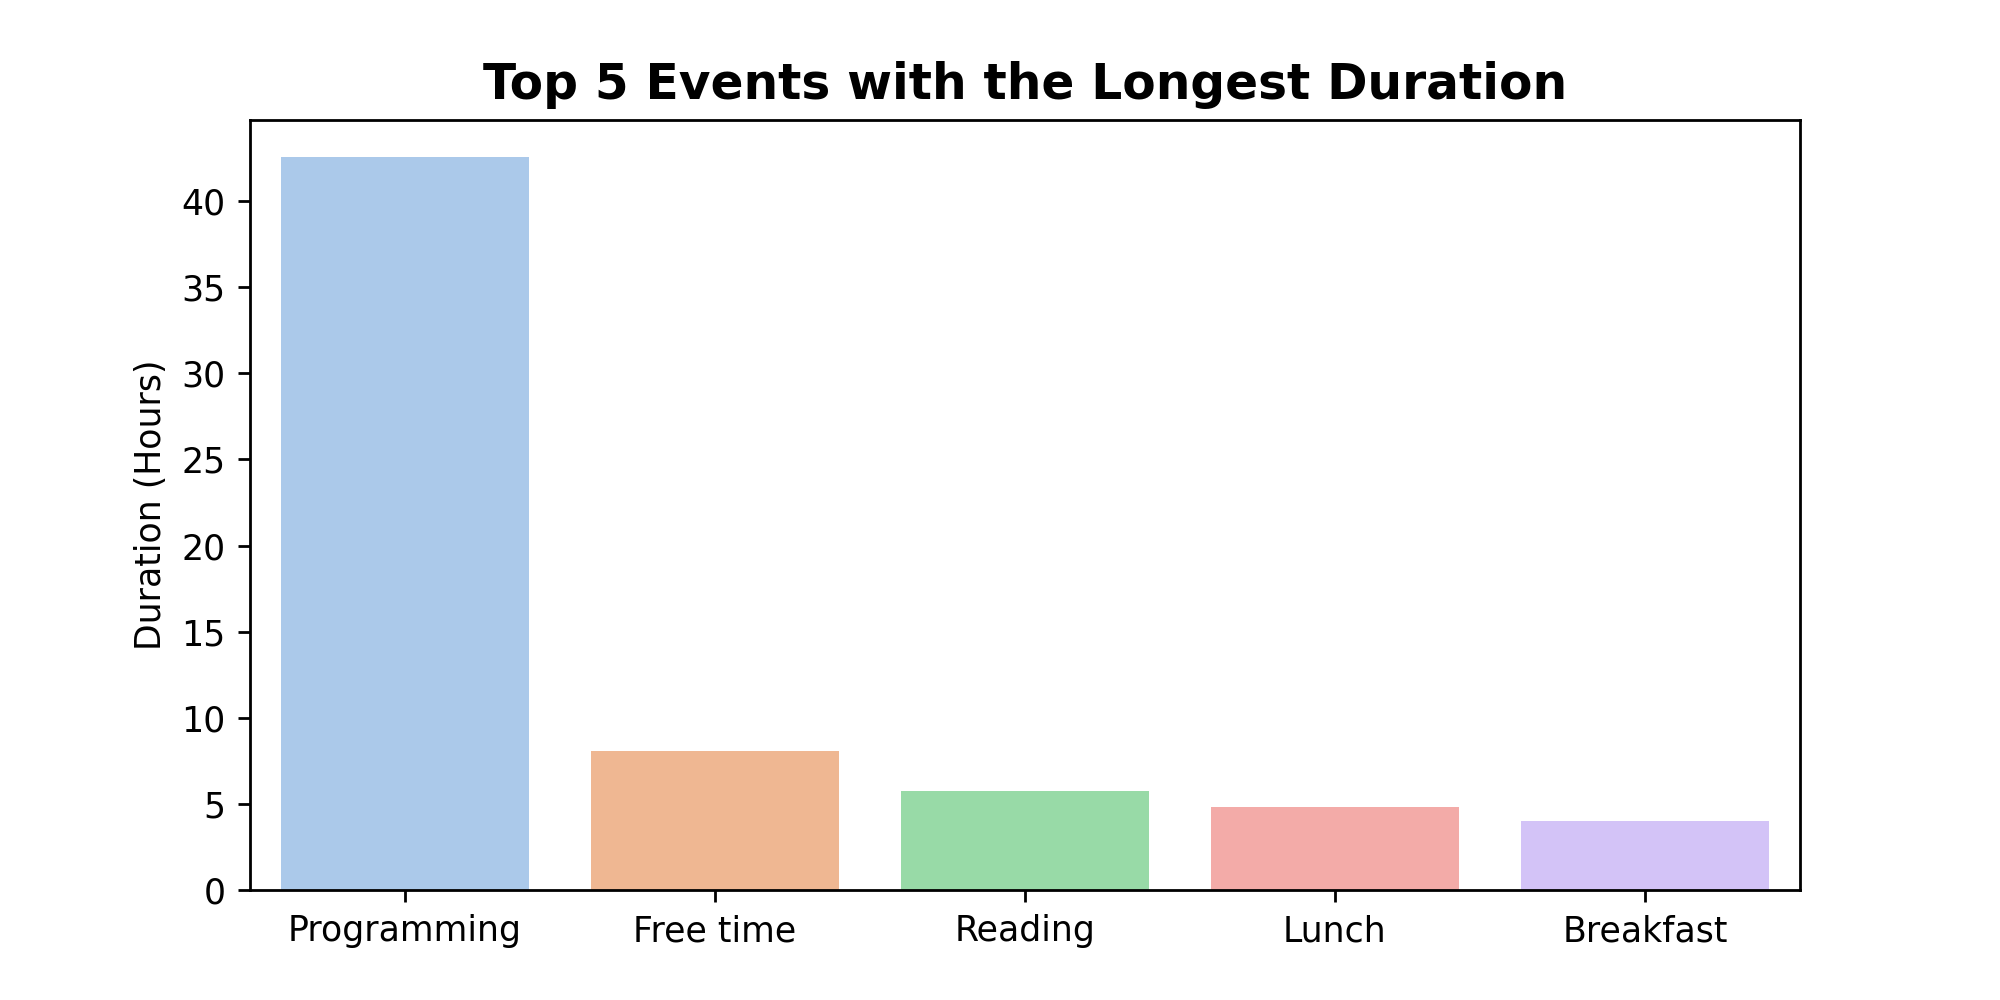 Top 5 Events with the Longest Duration
Duration (Hours)
40
35
30
25
20
15
10
5
0
Programming
Free time
Reading
Lunch
Breakfast